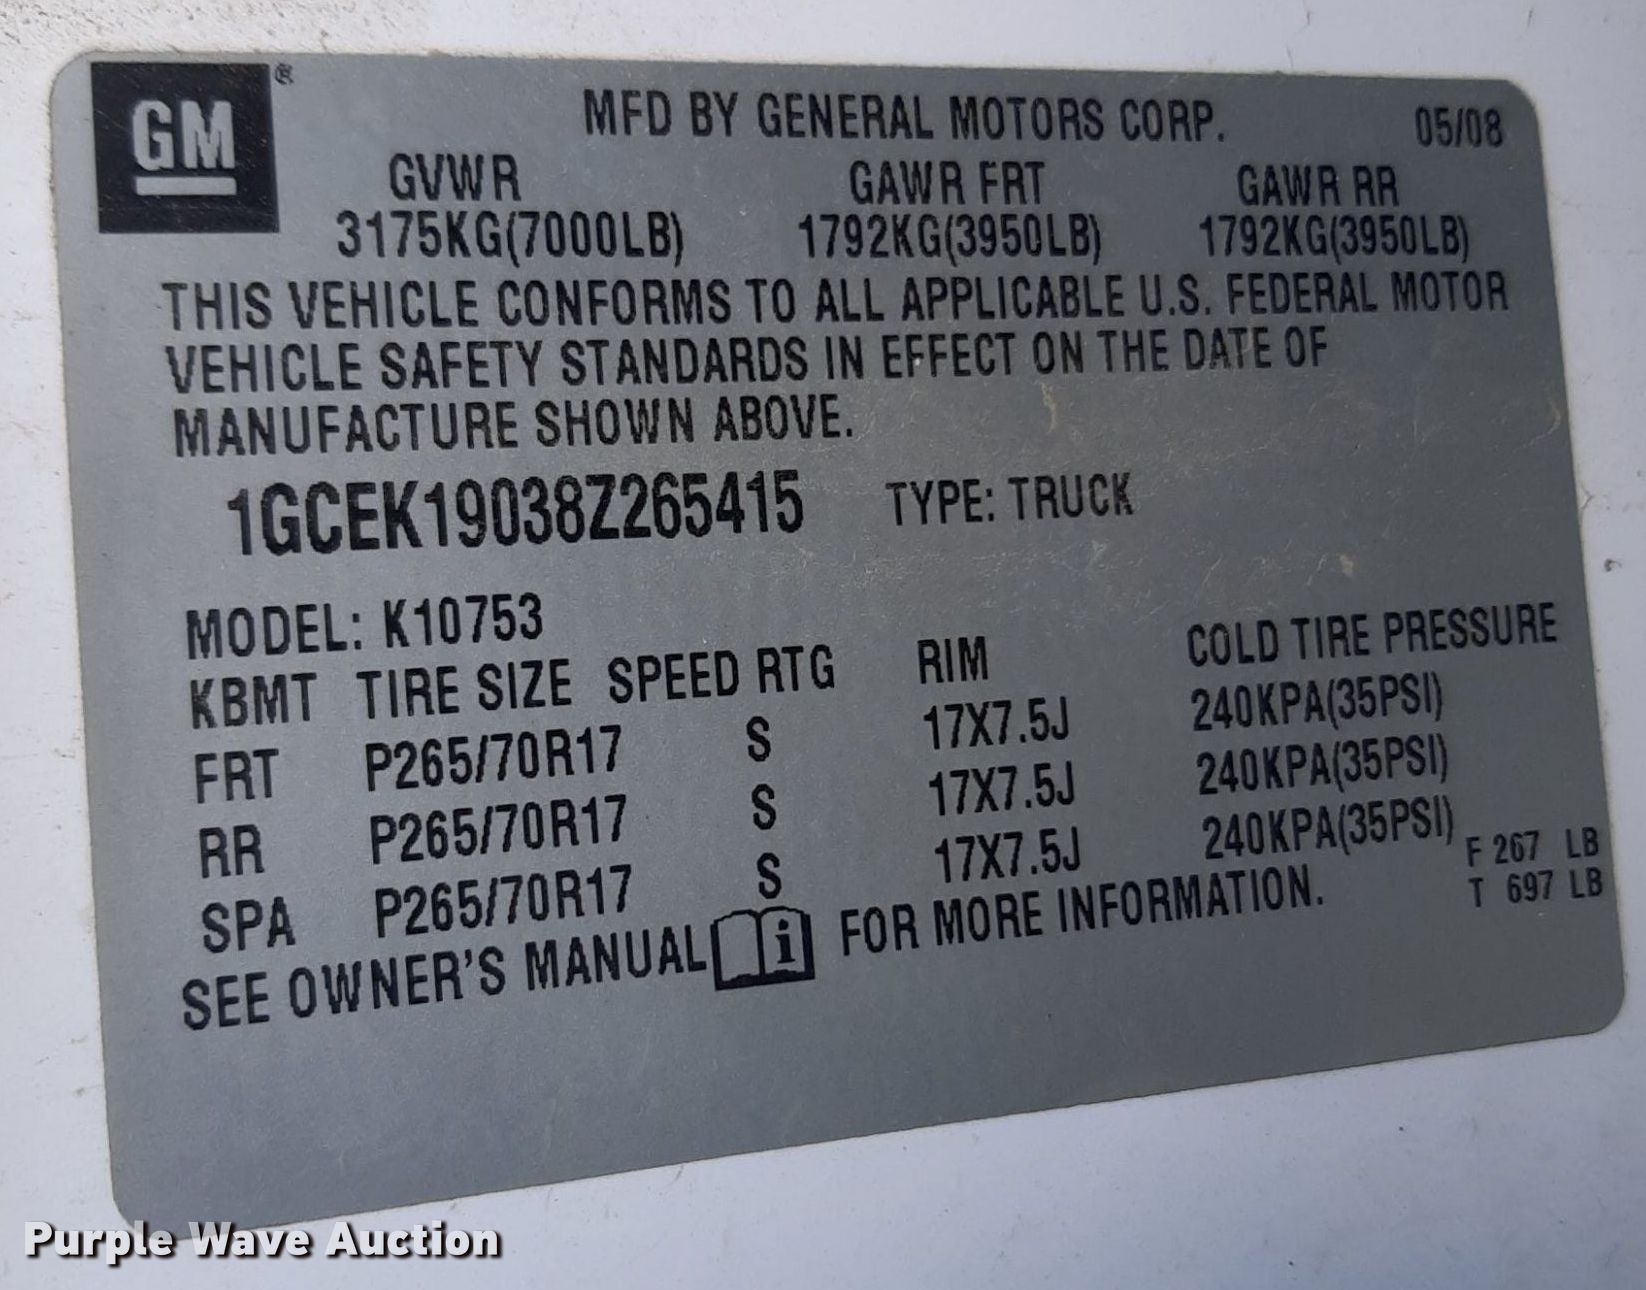 GM ®
MFD BY GENERAL MOTORS CORP. 05/08
GVWR GAWR FRT GAWR RR
3175KG(7000LB) 1792KG(3950LB) 1792KG(3950LB)
THIS VEHICLE CONFORMS TO ALL APPLICABLE U.S. FEDERAL MOTOR
VEHICLE SAFETY STANDARDS IN EFFECT ON THE DATE OF
MANUFACTURE SHOWN ABOVE.
1GCEK19038Z265415 TYPE: TRUCK
MODEL: K10753
KBMT TIRE SIZE SPEED RTG RIM COLD TIRE PRESSURE
FRT P265/70R17 S 17X7.5J 240KPA(35PSI)
RR P265/70R17 S 17X7.5J 240KPA(35PSI)
SPA P265/70R17 S 17X7.5J 240KPA(35PSI)
F 267 LB
T 697 LB
SEE OWNER'S MANUAL i FOR MORE INFORMATION.
Purple Wave Auction